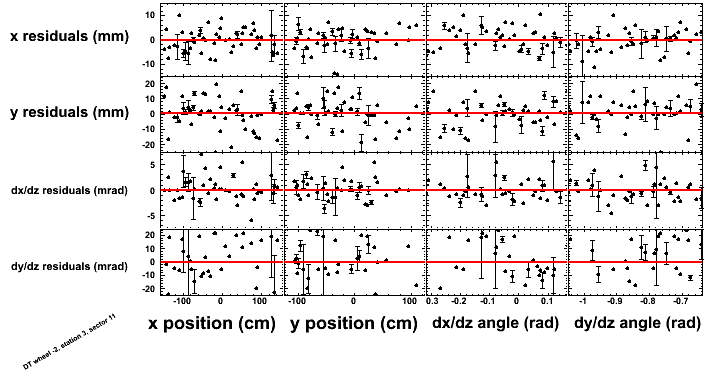 x residuals (mm)
10
0
-10
y residuals (mm)
20
10
0
-10
-20
dx/dz residuals (mrad)
5
0
-5
dy/dz residuals (mrad)
20
10
0
-10
-20
-100 0 100 -100 0 100 0.3 -0.2 -0.1 0 0.1 -1 -0.9 -0.8 -0.7
x position (cm) y position (cm) dx/dz angle (rad) dy/dz angle (rad)
DT wheel -2, station 3, sector 11